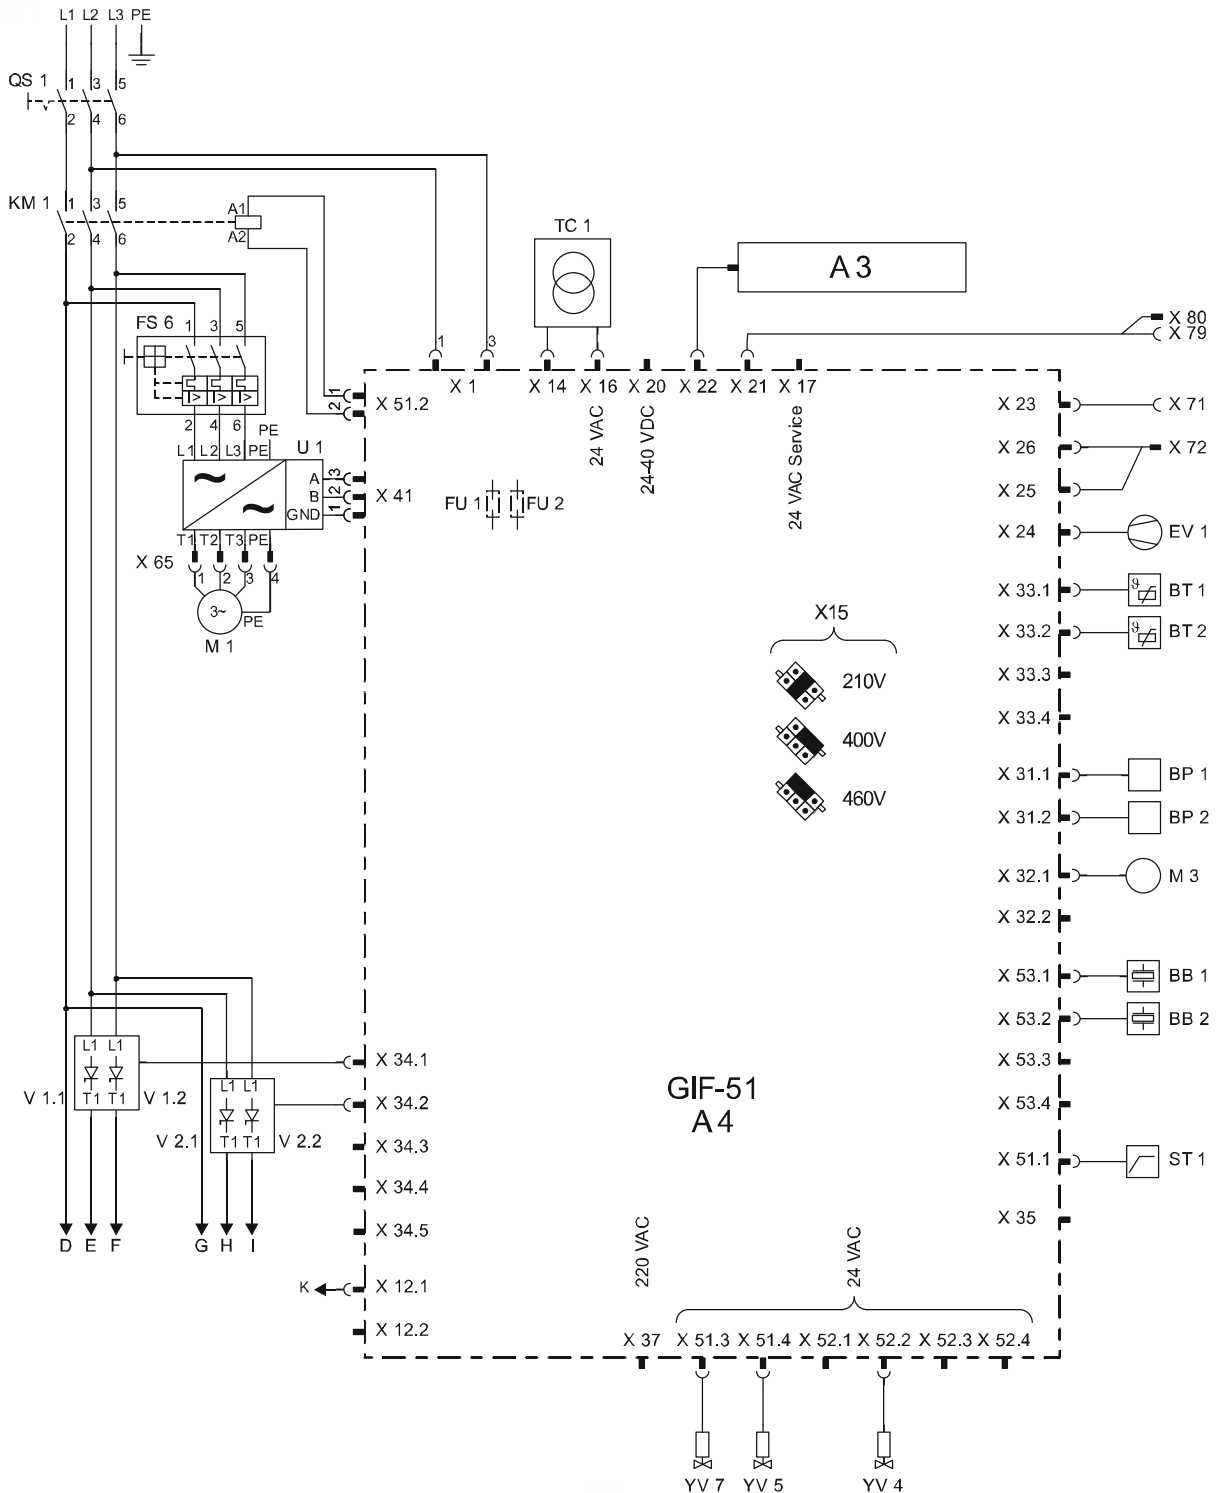 L1 L2 L3 PE
QS 1
1 3 5
2 4 6
KM 1
1 3 5
2 4 6
A1
A2
TC 1
A 3
X 80
X 79
FS 6
1 3 5
2 4 6
1 3
X 1 X 14 X 16 X 20 X 22 X 21 X 17
24 VAC
24-40 VDC
24 VAC Service
1
2
X 51.2
L1 L2 L3 PE
PE
U 1
A 3
B 2
GND 1
X 41
FU 1 FU 2
T1 T2 T3 PE
X 65
1 2 3 4
3~
PE
M 1
X15
210V
400V
460V
X 23 X 71
X 26 X 72
X 25
X 24 EV 1
X 33.1 ϑ BT 1
X 33.2 ϑ BT 2
X 33.3
X 33.4
X 31.1 BP 1
X 31.2 BP 2
X 32.1 M 3
X 32.2
X 53.1 BB 1
X 53.2 BB 2
X 53.3
X 53.4
X 51.1 ST 1
X 35
L1 L1
T1 T1
V 1.1 V 1.2
L1 L1
T1 T1
V 2.1 V 2.2
X 34.1
X 34.2
X 34.3
X 34.4
X 34.5
D E F G H I
K X 12.1
X 12.2
GIF-51
A 4
220 VAC
24 VAC
X 37 X 51.3 X 51.4 X 52.1 X 52.2 X 52.3 X 52.4
YV 7 YV 5 YV 4